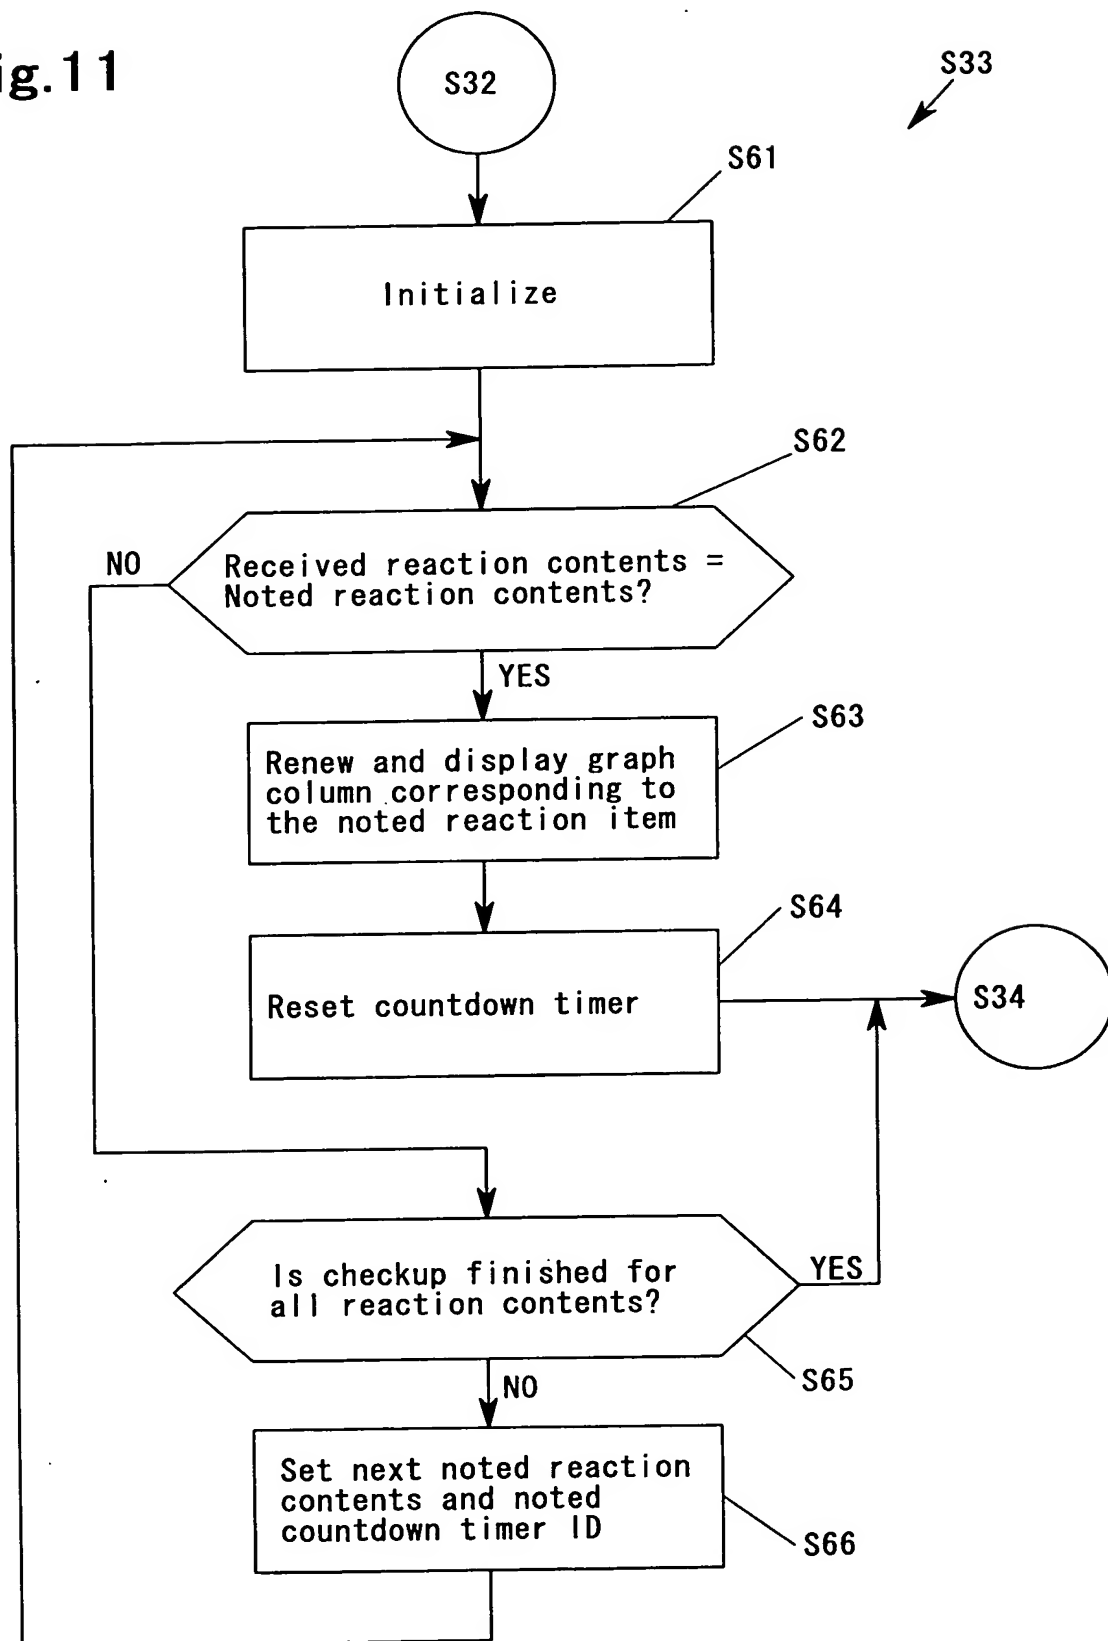 ig.11
S32
S33
S61
Initialize
S62
NO
Received reaction contents =
Noted reaction contents?
YES
S63
Renew and display graph
column corresponding to
the noted reaction item
S64
Reset countdown timer
S34
Is checkup finished for
all reaction contents?
YES
S65
NO
Set next noted reaction
contents and noted
countdown timer ID
S66